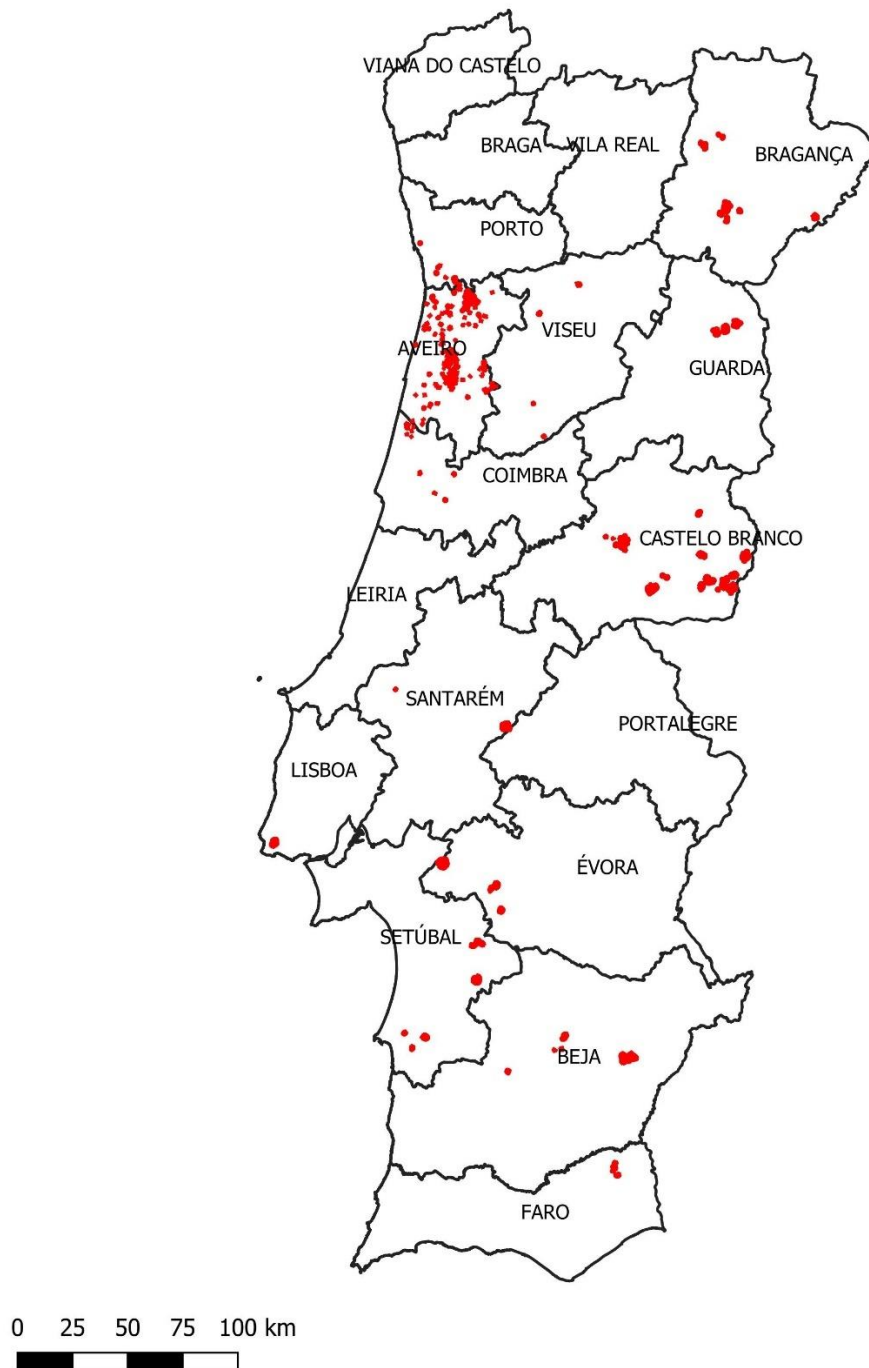 VIANA DO CASTELO
BRAGA
VILA REAL
BRAGANÇA
PORTO
VISEU
AVEIRO
GUARDA
COIMBRA
CASTELO BRANCO
LEIRIA
SANTARÉM
PORTALEGRE
LISBOA
ÉVORA
SETÚBAL
BEJA
FARO
0 25 50 75 100 km